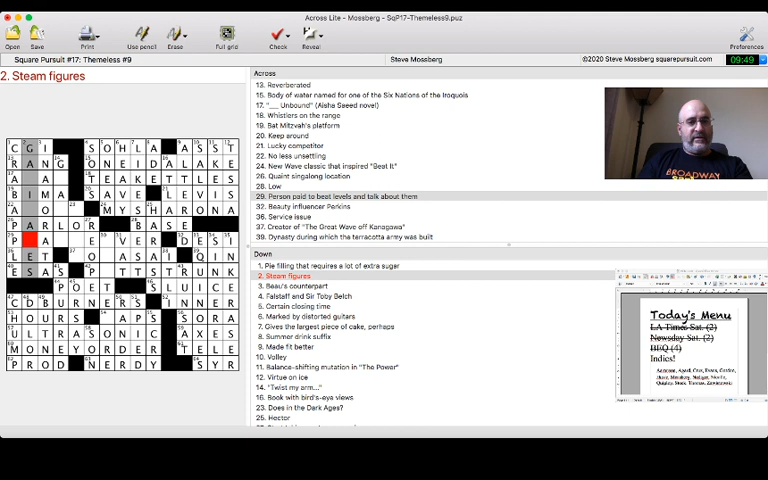 Across Lite - Mossberg - SqP17-Themeless9.puz
Open Save Print Use pencil Erase Full grid Check Reveal Preferences
Square Pursuit #17: Themeless #9 Steve Mossberg ©2020 Steve Mossberg squarepursuit.com 09:49
2. Steam figures
Across
13. Reverberated
15. Body of water named for one of the Six Nations of the Iroquois
17. "___ Unbound" (Aisha Saeed novel)
18. Whistlers on the range
19. Bat Mitzvah's platform
20. Keep around
21. Lucky competitor
22. No less unsettling
24. New Wave classic that inspired "Beat It"
26. Quaint singalong location
28. Low
29. Person paid to beat levels and talk about them
32. Beauty influencer Perkins
36. Service issue
37. Creator of "The Great Wave off Kanagawa"
39. Dynasty during which the terracotta army was built
Down
1. Pie filling that requires a lot of extra sugar
2. Steam figures
3. Beau's counterpart
4. Falstaff and Sir Toby Belch
5. Certain closing time
6. Marked by distorted guitars
7. Gives the largest piece of cake, perhaps
8. Summer drink suffix
9. Made fit better
10. Volley
11. Balance-shifting mutation in "The Power"
12. Virtue on ice
14. "Twist my arm..."
16. Book with bird's-eye views
23. Does in the Dark Ages?
25. Hector
C G I S O H L A A S S T
R A N G O N E I D A L A K E
A T E A K E T T L E S
B I M A S A V E L E V I S
A O M Y S H A R O N A
P A R L O R B A S E
P A E V E R D E S I
L E T O A S A I Q I N
E S A S P T T S T R U N K
P O E T S L U I C E
C D B U R N E R S I N N E R
H O U R S A P S S O R A
U L T R A S O N I C A X E S
M O N E Y O R D E R T E L E
P R O D N E R D Y S Y R
BROADWAY
Today's Menu
LA Times Sat. (2)
Newsday Sat. (2)
BEQ (4)
Indies!